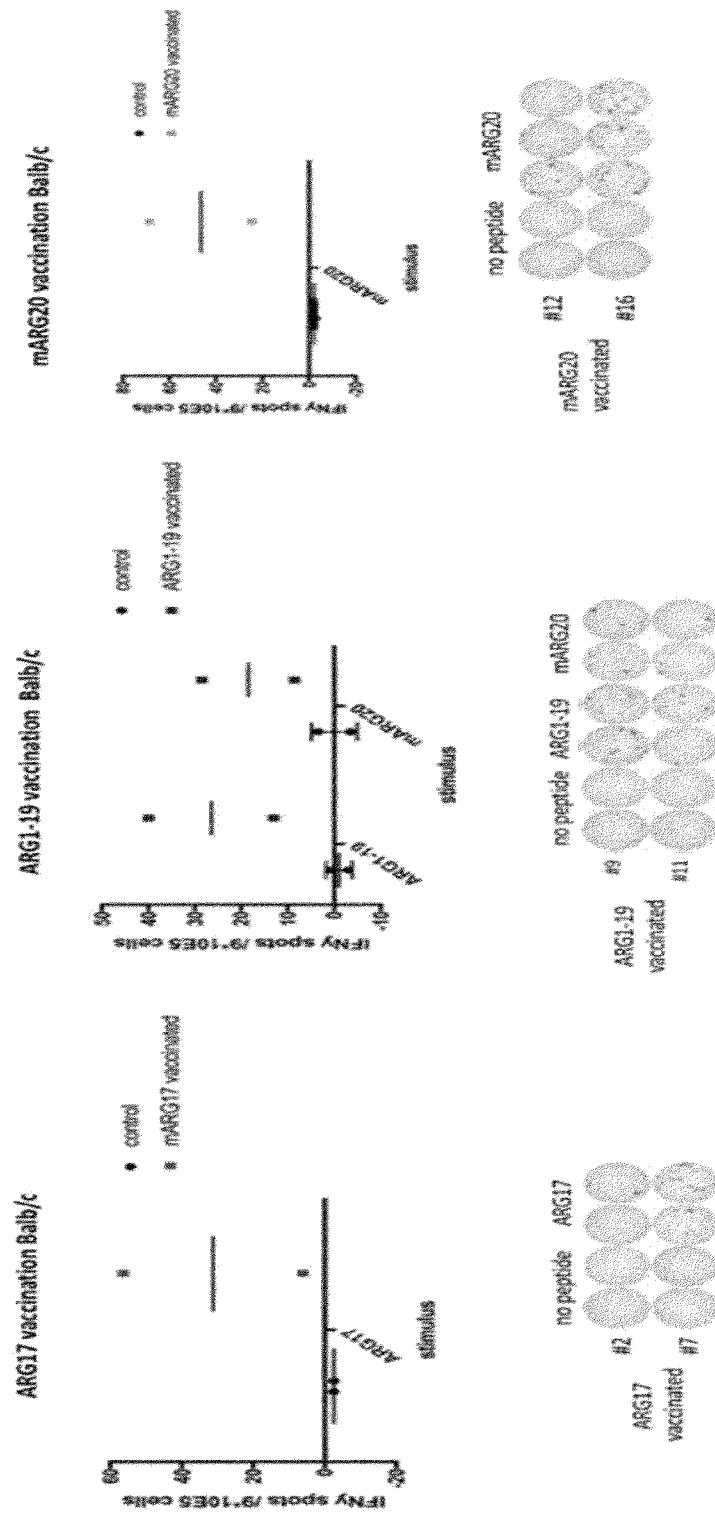 ARG17 vaccination Balb/c
control
mARG17 vaccinated
IFNγ spots /9*10E5 cells
60
40
20
0
-20
ARG17
stimulus
no peptide ARG17
#2
#7
ARG17
vaccinated
ARG1-19 vaccination Balb/c
control
ARG1-19 vaccinated
IFNγ spots /9*10E5 cells
50
40
30
20
10
0
-10
ARG1-19
mARG20
stimulus
no peptide ARG1-19 mARG20
#9
#11
ARG1-19
vaccinated
mARG20 vaccination Balb/c
control
mARG20 vaccinated
IFNγ spots /9*10E5 cells
80
60
40
20
0
-20
mARG20
stimulus
no peptide mARG20
#12
#16
mARG20
vaccinated